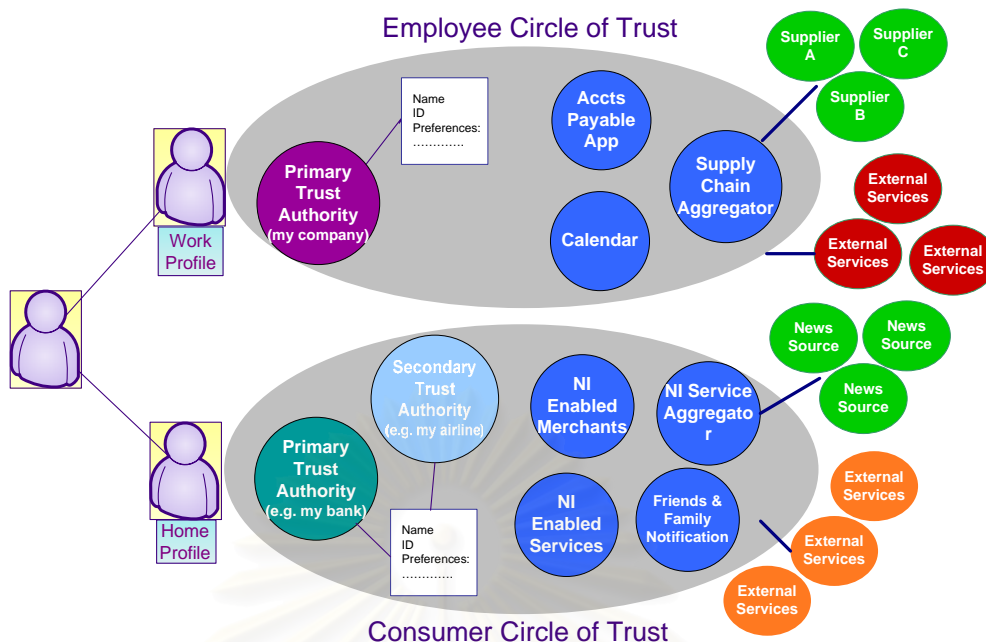 Employee Circle of Trust
Work
Profile
Primary
Trust
Authority
(my company)
Name
ID
Preferences:
………….
Accts
Payable
App
Calendar
Supply
Chain
Aggregator
Supplier
A
Supplier
C
Supplier
B
External
Services
External
Services
External
Services
Home
Profile
Primary
Trust
Authority
(e.g. my bank)
Secondary
Trust
Authority
(e.g. my airline)
Name
ID
Preferences:
………….
NI
Enabled
Merchants
NI Service
Aggregato
r
NI
Enabled
Services
Friends &
Family
Notification
News
Source
News
Source
News
Source
External
Services
External
Services
External
Services
Consumer Circle of Trust